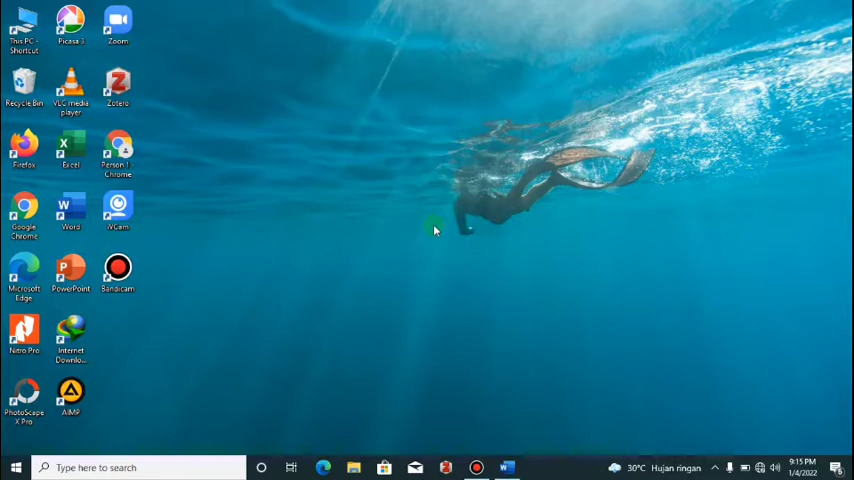 This PC -
Shortcut
Picasa 3
Zoom
Recycle Bin
VLC media
player
Zotero
Firefox
Excel
Person 1 -
Chrome
Google
Chrome
Word
iVCam
Microsoft
Edge
PowerPoint
Bandicam
Nitro Pro
Internet
Downlo...
PhotoScape
X Pro
AIMP
Type here to search
30°C Hujan ringan
9:15 PM
1/4/2022